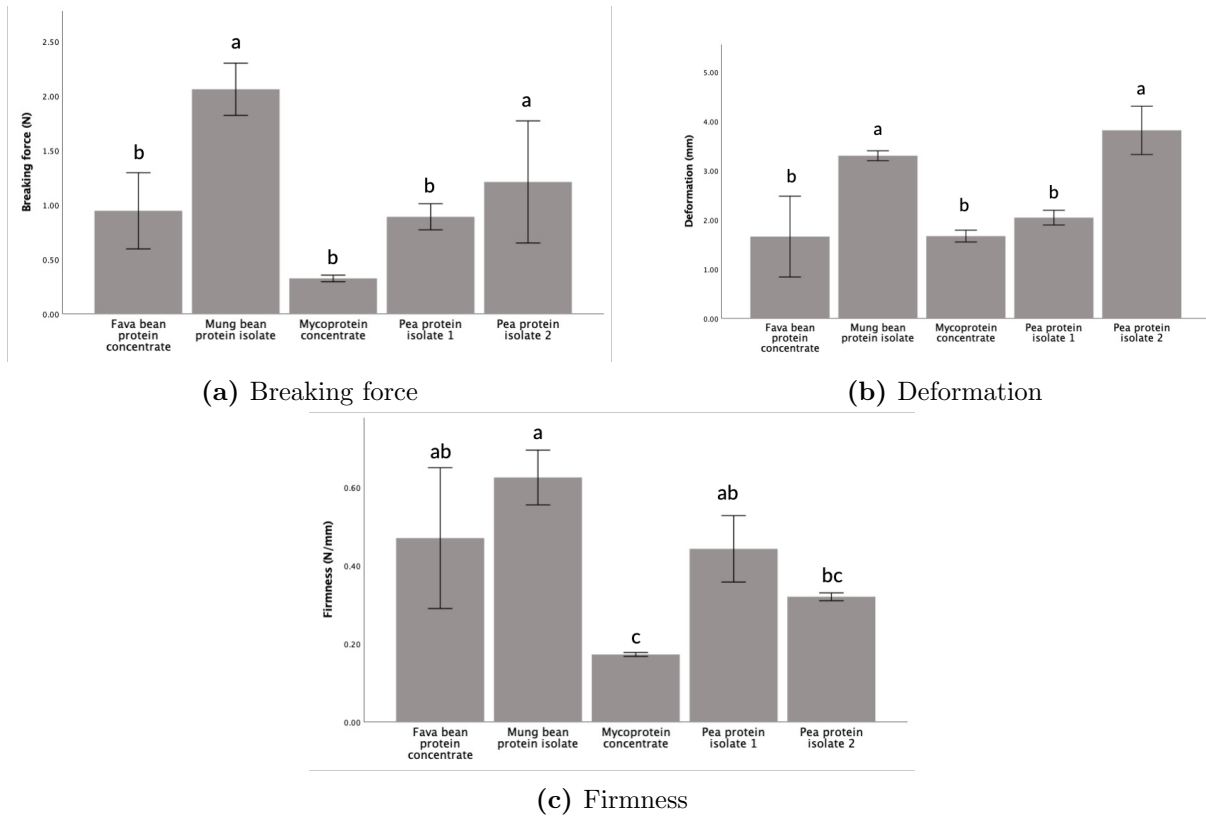 Breaking force (N)
2.50
2.00
1.50
1.00
0.50
0.00
b
a
b
b
a
Fava bean
protein
concentrate
Mung bean
protein isolate
Mycoprotein
concentrate
Pea protein
isolate 1
Pea protein
isolate 2
(a) Breaking force
Deformation (mm)
5.00
4.00
3.00
2.00
1.00
0.00
b
a
b
b
a
Fava bean
protein
concentrate
Mung bean
protein isolate
Mycoprotein
concentrate
Pea protein
isolate 1
Pea protein
isolate 2
(b) Deformation
Firmness (N/mm)
0.60
0.40
0.20
0.00
ab
a
c
ab
bc
Fava bean
protein
concentrate
Mung bean
protein isolate
Mycoprotein
concentrate
Pea protein
isolate 1
Pea protein
isolate 2
(c) Firmness